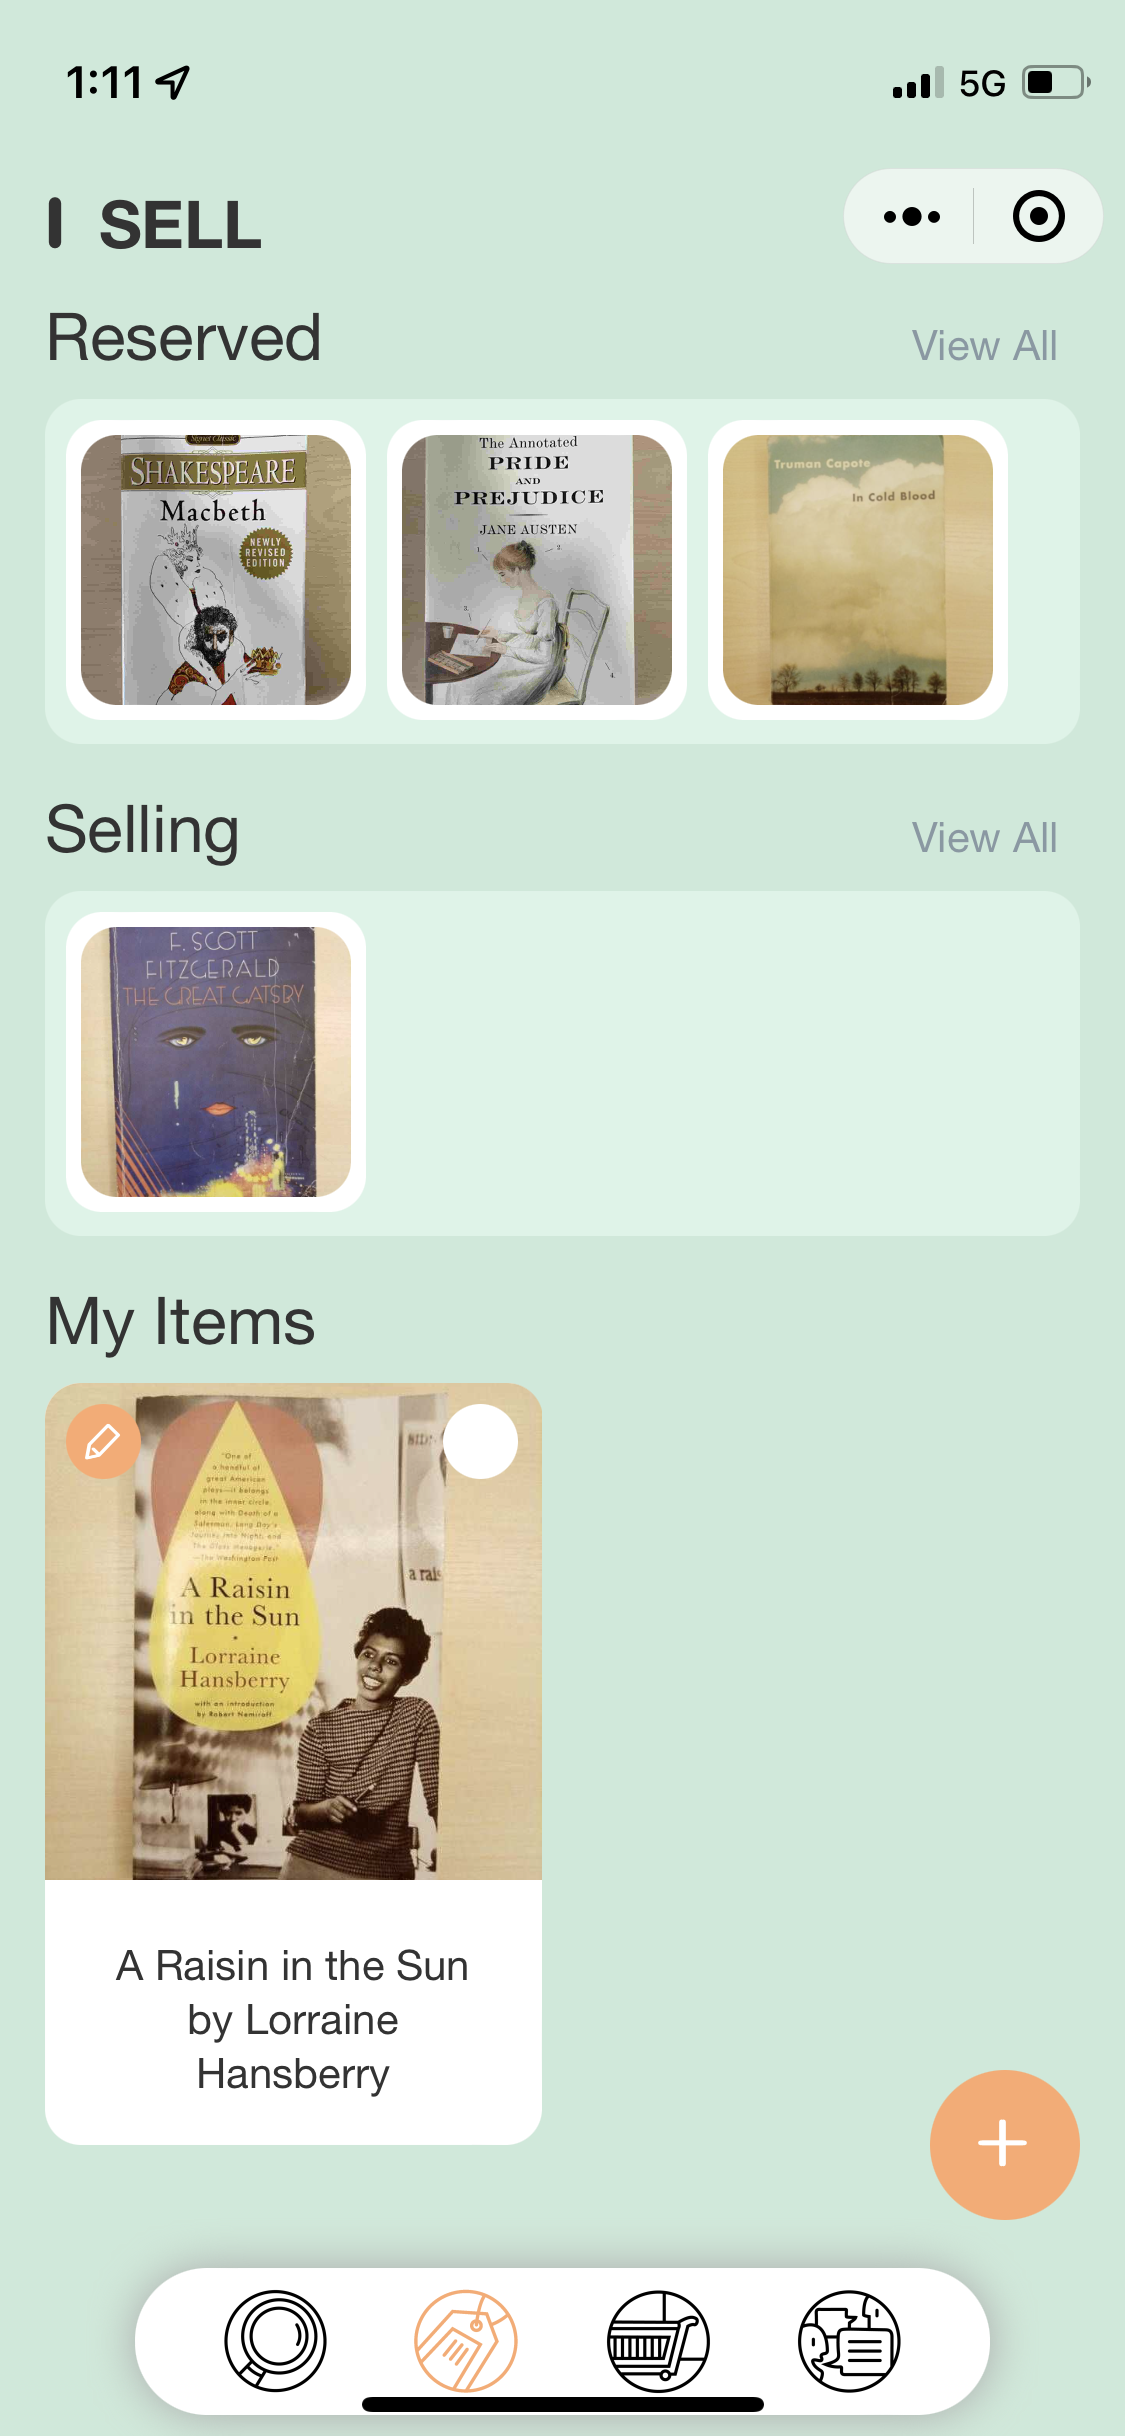 1:11
5G
I SELL
Reserved
View All
Signet Classic
SHAKESPEARE
Macbeth
NEWLY
REVISED
EDITION
The Annotated
PRIDE
AND
PREJUDICE
JANE AUSTEN
1.
2.
3.
4.
Truman Capote
In Cold Blood
Selling
View All
F. SCOTT
FITZGERALD
THE GREAT GATSBY
My Items
"One of
a handful of
great American
plays—it belongs
in the inner circle,
along with Death of a
Salesman, Long Day's
Journey into Night, and
The Glass Menagerie."
—The Washington Post
a rais
A Raisin
in the Sun
Lorraine
Hansberry
with an introduction
by Robert Nemiroff
A Raisin in the Sun
by Lorraine
Hansberry